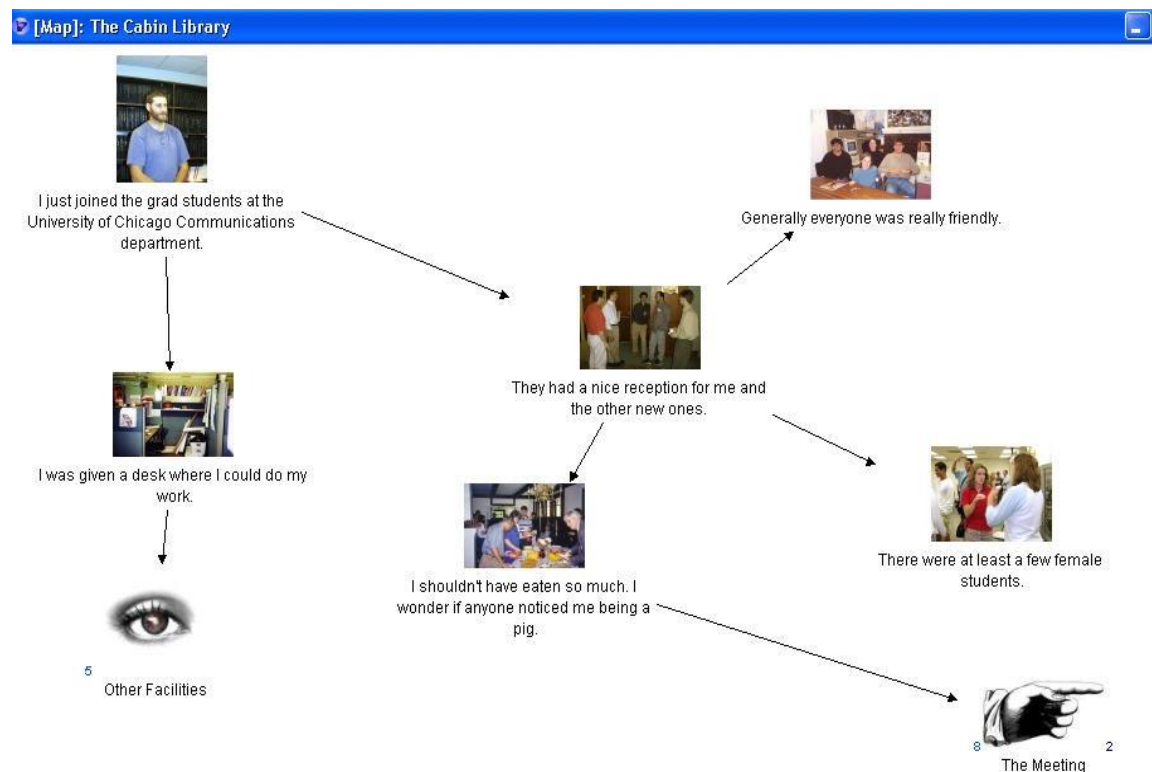 [Map]: The Cabin Library
I just joined the grad students at the
University of Chicago Communications
department.
Generally everyone was really friendly.
They had a nice reception for me and
the other new ones.
I was given a desk where I could do my
work.
I shouldn't have eaten so much. I
wonder if anyone noticed me being a
pig.
There were at least a few female
students.
5
Other Facilities
8 2
The Meeting